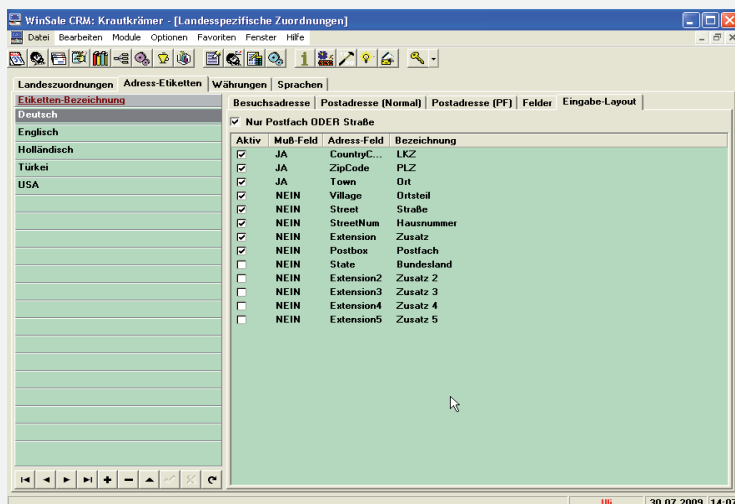 WinSale CRM: Krautkrämer - [Landesspezifische Zuordnungen]
Datei Bearbeiten Module Optionen Favoriten Fenster Hilfe
Landeszuordnungen Adress-Etiketten Währungen Sprachen
Etiketten-Bezeichnung
Deutsch
Englisch
Holländisch
Türkei
USA
Besuchsadresse Postadresse (Normal) Postadresse (PF) Felder Eingabe-Layout
Nur Postfach ODER Straße
Aktiv Muß-Feld Adress-Feld Bezeichnung
JA CountryC... LKZ
JA ZipCode PLZ
JA Town Ort
NEIN Village Ortsteil
NEIN Street Straße
NEIN StreetNum Hausnummer
NEIN Extension Zusatz
NEIN Postbox Postfach
NEIN State Bundesland
NEIN Extension2 Zusatz 2
NEIN Extension3 Zusatz 3
NEIN Extension4 Zusatz 4
NEIN Extension5 Zusatz 5
Uli 30.07.2009 14:07